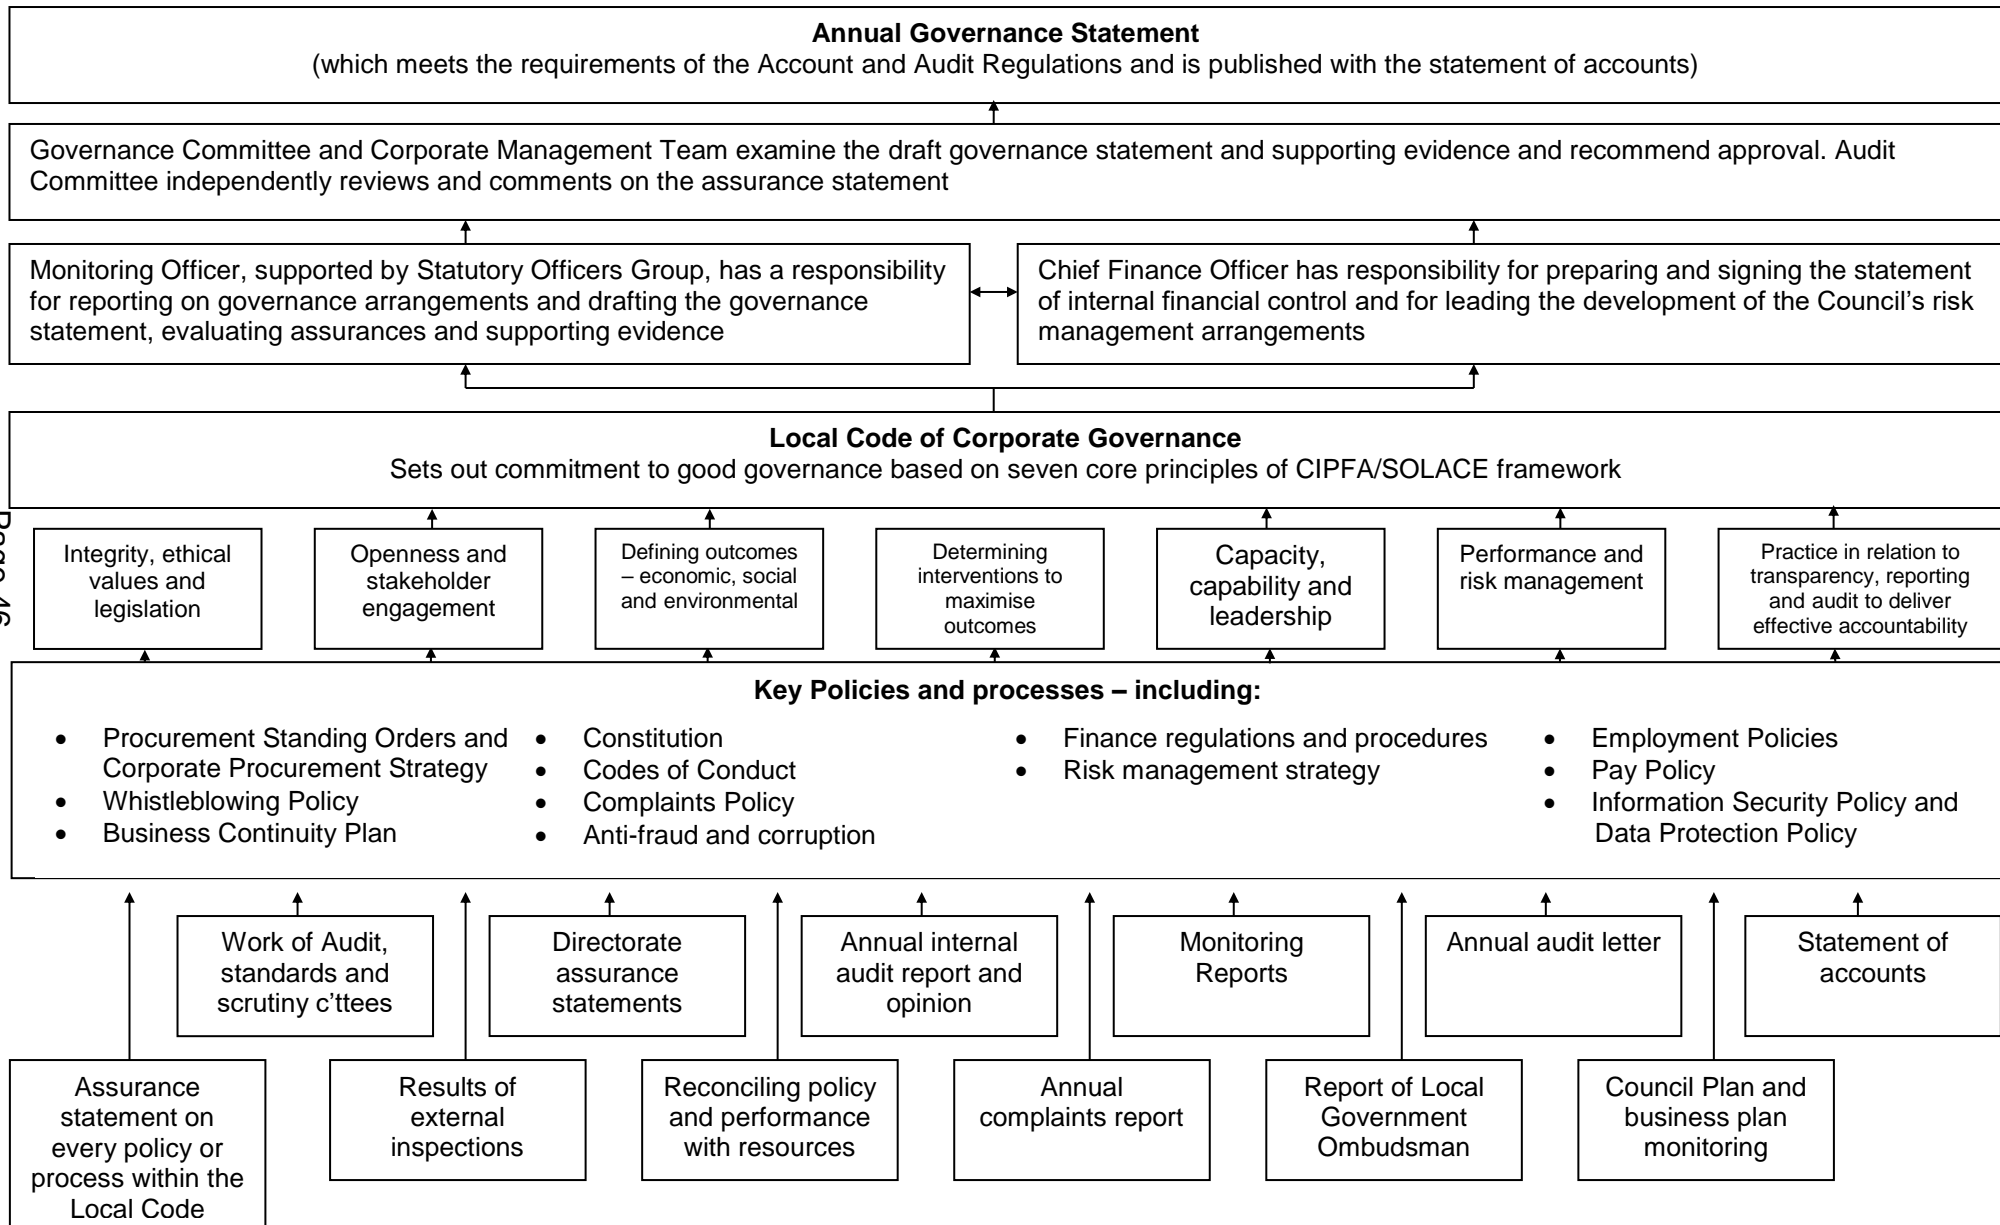 Annual Governance Statement
(which meets the requirements of the Account and Audit Regulations and is published with the statement of accounts)
Governance Committee and Corporate Management Team examine the draft governance statement and supporting evidence and recommend approval. Audit
Committee independently reviews and comments on the assurance statement
Monitoring Officer, supported by Statutory Officers Group, has a responsibility
for reporting on governance arrangements and drafting the governance
statement, evaluating assurances and supporting evidence
Chief Finance Officer has responsibility for preparing and signing the statement
of internal financial control and for leading the development of the Council's risk
management arrangements
Local Code of Corporate Governance
Sets out commitment to good governance based on seven core principles of CIPFA/SOLACE framework
Page 46
Integrity, ethical
values and
legislation
Openness and
stakeholder
engagement
Defining outcomes
– economic, social
and environmental
Determining
interventions to
maximise
outcomes
Capacity,
capability and
leadership
Performance and
risk management
Practice in relation to
transparency, reporting
and audit to deliver
effective accountability
Key Policies and processes – including:
• Procurement Standing Orders and
Corporate Procurement Strategy
• Whistleblowing Policy
• Business Continuity Plan
• Constitution
• Codes of Conduct
• Complaints Policy
• Anti-fraud and corruption
• Finance regulations and procedures
• Risk management strategy
• Employment Policies
• Pay Policy
• Information Security Policy and
Data Protection Policy
Work of Audit,
standards and
scrutiny c'ttees
Directorate
assurance
statements
Annual internal
audit report and
opinion
Monitoring
Reports
Annual audit letter
Statement of
accounts
Assurance
statement on
every policy or
process within the
Local Code
Results of
external
inspections
Reconciling policy
and performance
with resources
Annual
complaints report
Report of Local
Government
Ombudsman
Council Plan and
business plan
monitoring